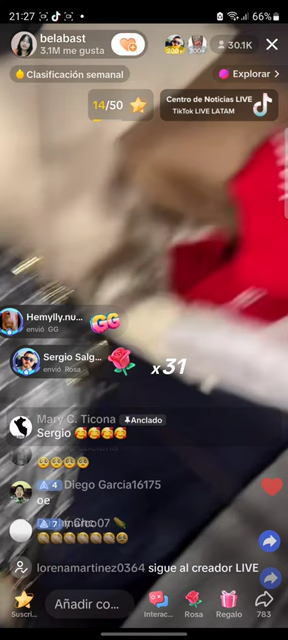 21:27
66%
belabast
3.1M me gusta
30.1K
Clasificación semanal
Explorar
14/50
Centro de Noticias LIVE
TikTok LIVE LATAM
Hemylly.nu...
envió GG
GG
Sergio Salg...
envió Rosa
x31
Mary C. Ticona Anclado
Sergio
4 Diego Garcia16175
oe
7
lorenamartinez0364 sigue al creador LIVE
Añadir co...
Suscri...
Interac...
Rosa
Regalo
783